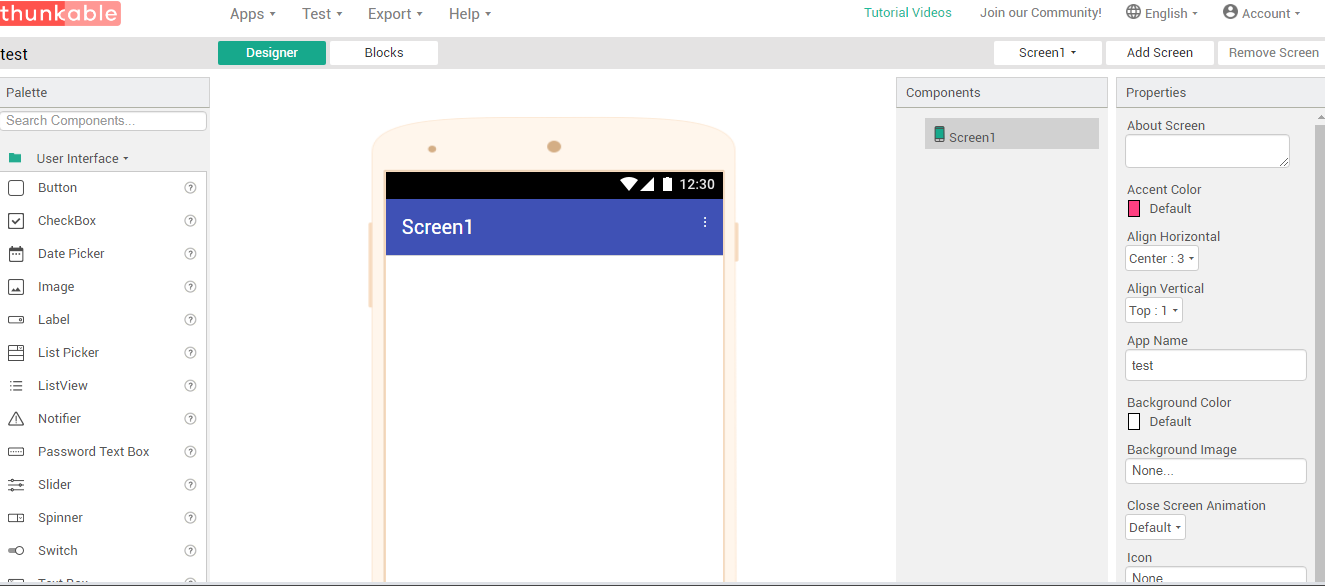 thunkable
Apps
Test
Export
Help
Tutorial Videos
Join our Community!
English
Account
test
Designer
Blocks
Screen1
Add Screen
Remove Screen
Palette
Search Components...
User Interface
Button ?
CheckBox ?
Date Picker ?
Image ?
Label ?
List Picker ?
ListView ?
Notifier ?
Password Text Box ?
Slider ?
Spinner ?
Switch ?
Text Box
12:30
Screen1
Components
Screen1
Properties
About Screen
Accent Color
Default
Align Horizontal
Center : 3
Align Vertical
Top : 1
App Name
test
Background Color
Default
Background Image
None...
Close Screen Animation
Default
Icon
None